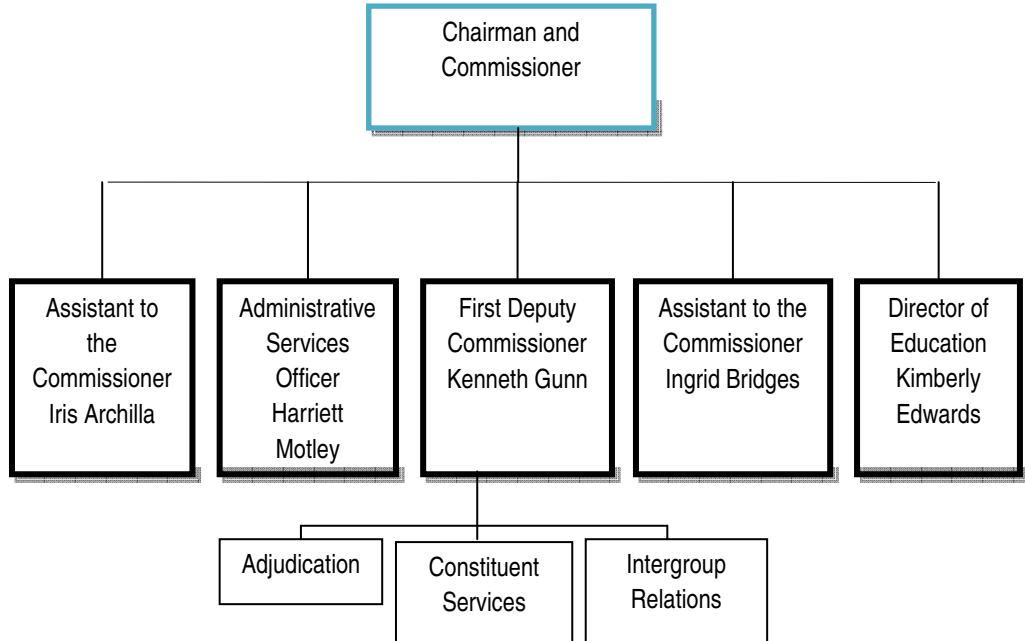 Chairman and
Commissioner
Assistant to
the
Commissioner
Iris Archilla
Administrative
Services
Officer
Harriett
Motley
First Deputy
Commissioner
Kenneth Gunn
Assistant to the
Commissioner
Ingrid Bridges
Director of
Education
Kimberly
Edwards
Adjudication
Constituent
Services
Intergroup
Relations